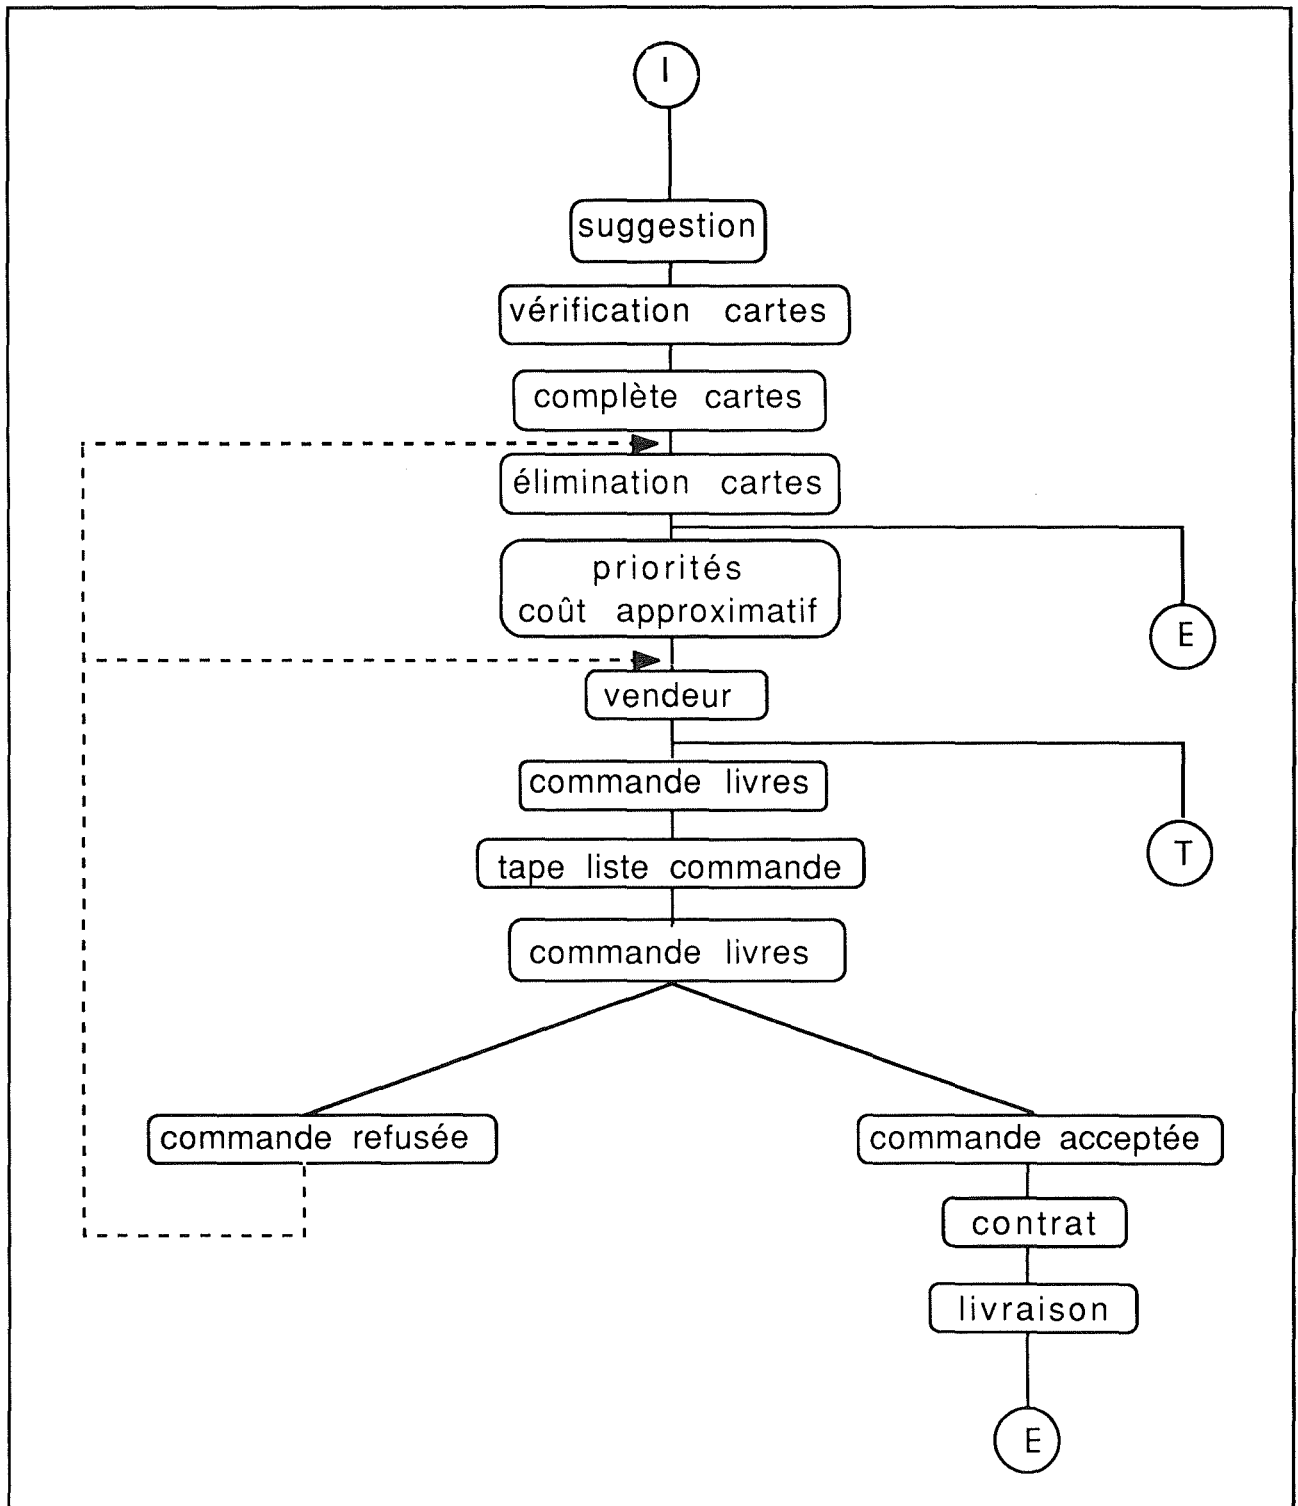 I
suggestion
vérification cartes
complète cartes
élimination cartes
priorités
coût approximatif
E
vendeur
commande livres
T
tape liste commande
commande livres
commande refusée
commande acceptée
contrat
livraison
E